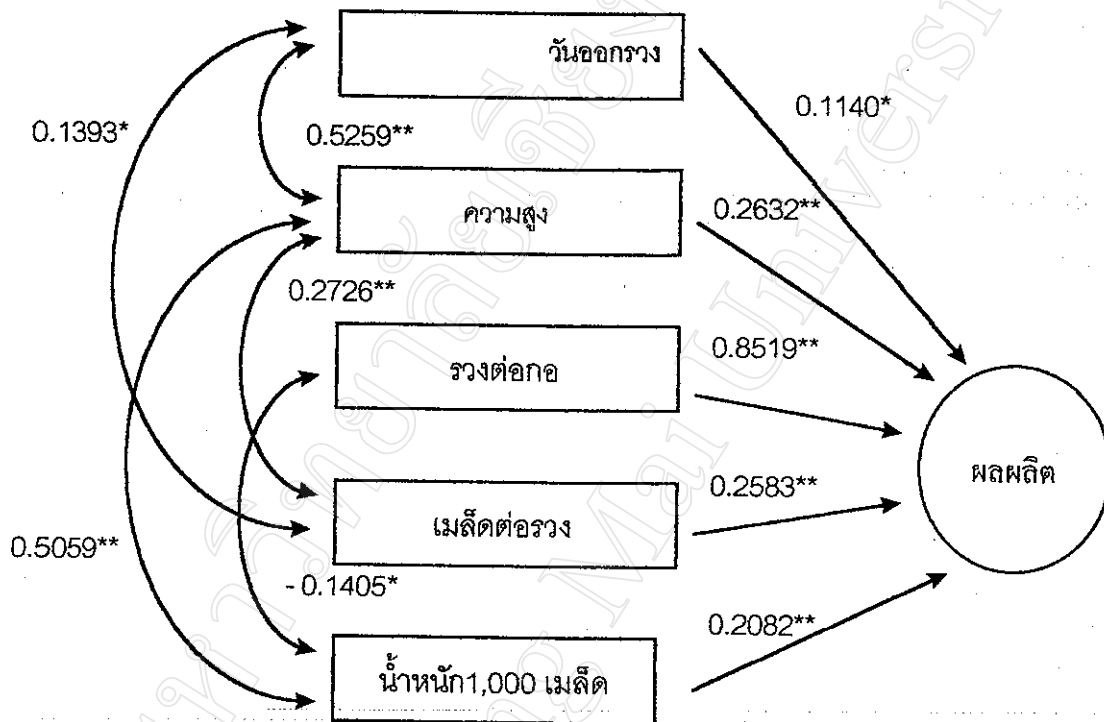 วันออกรวง
0.1140*
0.1393*
0.5259**
ความสูง
0.2632**
0.2726**
รวงต่อกอ
0.8519**
ผลผลิต
0.2583**
เมล็ดต่อรวง
0.5059**
- 0.1405*
0.2082**
น้ำหนัก1,000 เมล็ด
Mai Universi